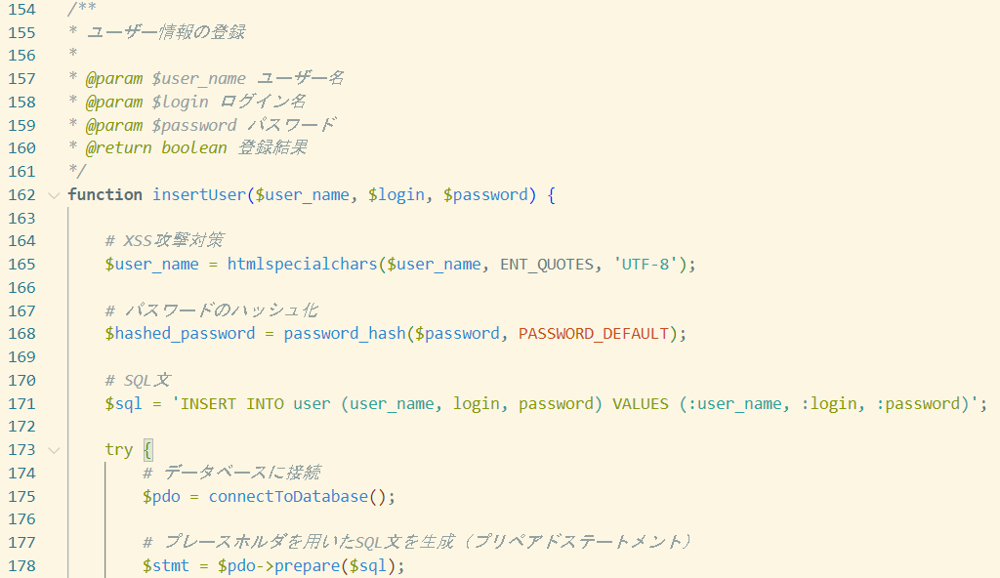 154 /**
155 * ユーザー情報の登録
156 *
157 * @param $user_name ユーザー名
158 * @param $login ログイン名
159 * @param $password パスワード
160 * @return boolean 登録結果
161 */
162 function insertUser($user_name, $login, $password) {
163
164 # XSS攻撃対策
165 $user_name = htmlspecialchars($user_name, ENT_QUOTES, 'UTF-8');
166
167 # パスワードのハッシュ化
168 $hashed_password = password_hash($password, PASSWORD_DEFAULT);
169
170 # SQL文
171 $sql = 'INSERT INTO user (user_name, login, password) VALUES (:user_name, :login, :password)';
172
173 try {
174 # データベースに接続
175 $pdo = connectToDatabase();
176
177 # プレースホルダを用いたSQL文を生成（プリペアドステートメント）
178 $stmt = $pdo->prepare($sql);